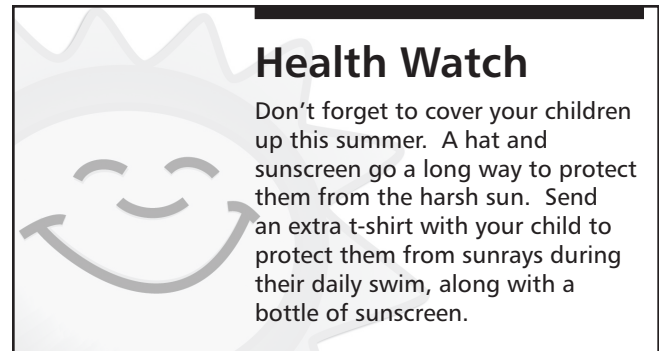 Health Watch
Don’t forget to cover your children
up this summer.  A hat and
sunscreen go a long way to protect
them from the harsh sun.  Send
an extra t-shirt with your child to
protect them from sunrays during
their daily swim, along with a
bottle of sunscreen.